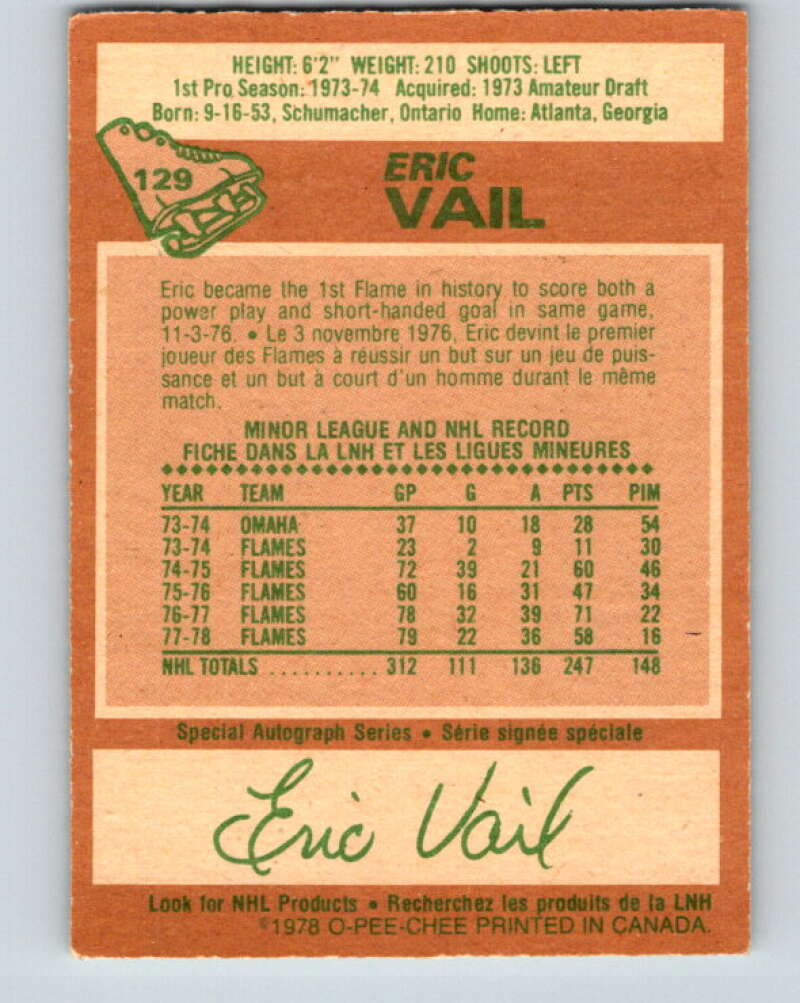 HEIGHT: 6'2" WEIGHT: 210 SHOOTS: LEFT
1st Pro Season: 1973-74 Acquired: 1973 Amateur Draft
Born: 9-16-53, Schumacher, Ontario Home: Atlanta, Georgia
129
ERIC
VAIL
Eric became the 1st Flame in history to score both a
power play and short-handed goal in same game,
11-3-76. • Le 3 novembre 1976, Eric devint le premier
joueur des Flames à réussir un but sur un jeu de puis-
sance et un but à court d'un homme durant le même
match.
MINOR LEAGUE AND NHL RECORD
FICHE DANS LA LNH ET LES LIGUES MINEURES
YEAR TEAM GP G A PTS PIM
73-74 OMAHA 37 10 18 28 54
73-74 FLAMES 23 2 9 11 30
74-75 FLAMES 72 39 21 60 46
75-76 FLAMES 60 16 31 47 34
76-77 FLAMES 78 32 39 71 22
77-78 FLAMES 79 22 36 58 16
NHL TOTALS .......... 312 111 136 247 148
Special Autograph Series • Série signée spéciale
Eric Vail
Look for NHL Products • Recherchez les produits de la LNH
©1978 O-PEE-CHEE PRINTED IN CANADA.